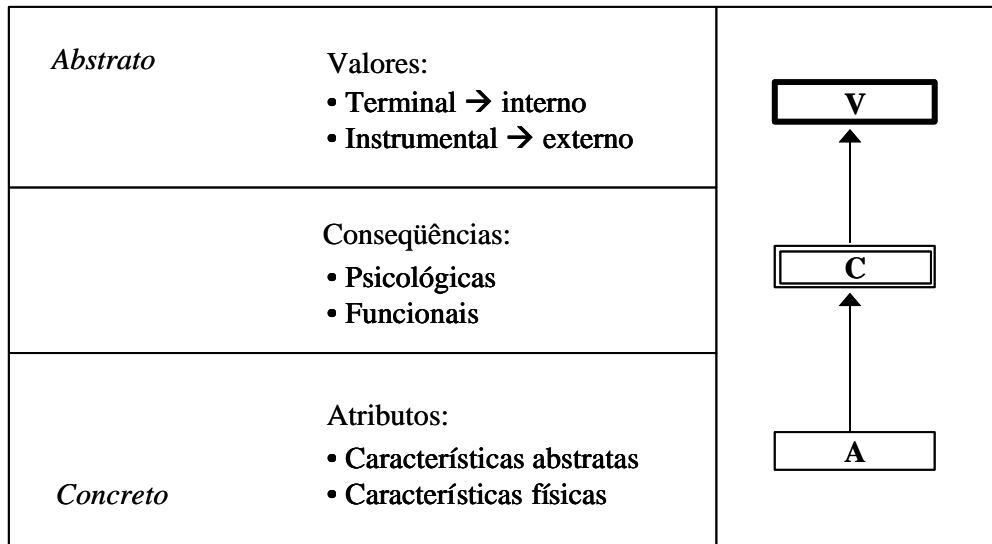 Abstrato
Valores:
• Terminal → interno
• Instrumental → externo
V
Conseqüências:
• Psicológicas
• Funcionais
C
Atributos:
• Características abstratas
• Características físicas
Concreto
A